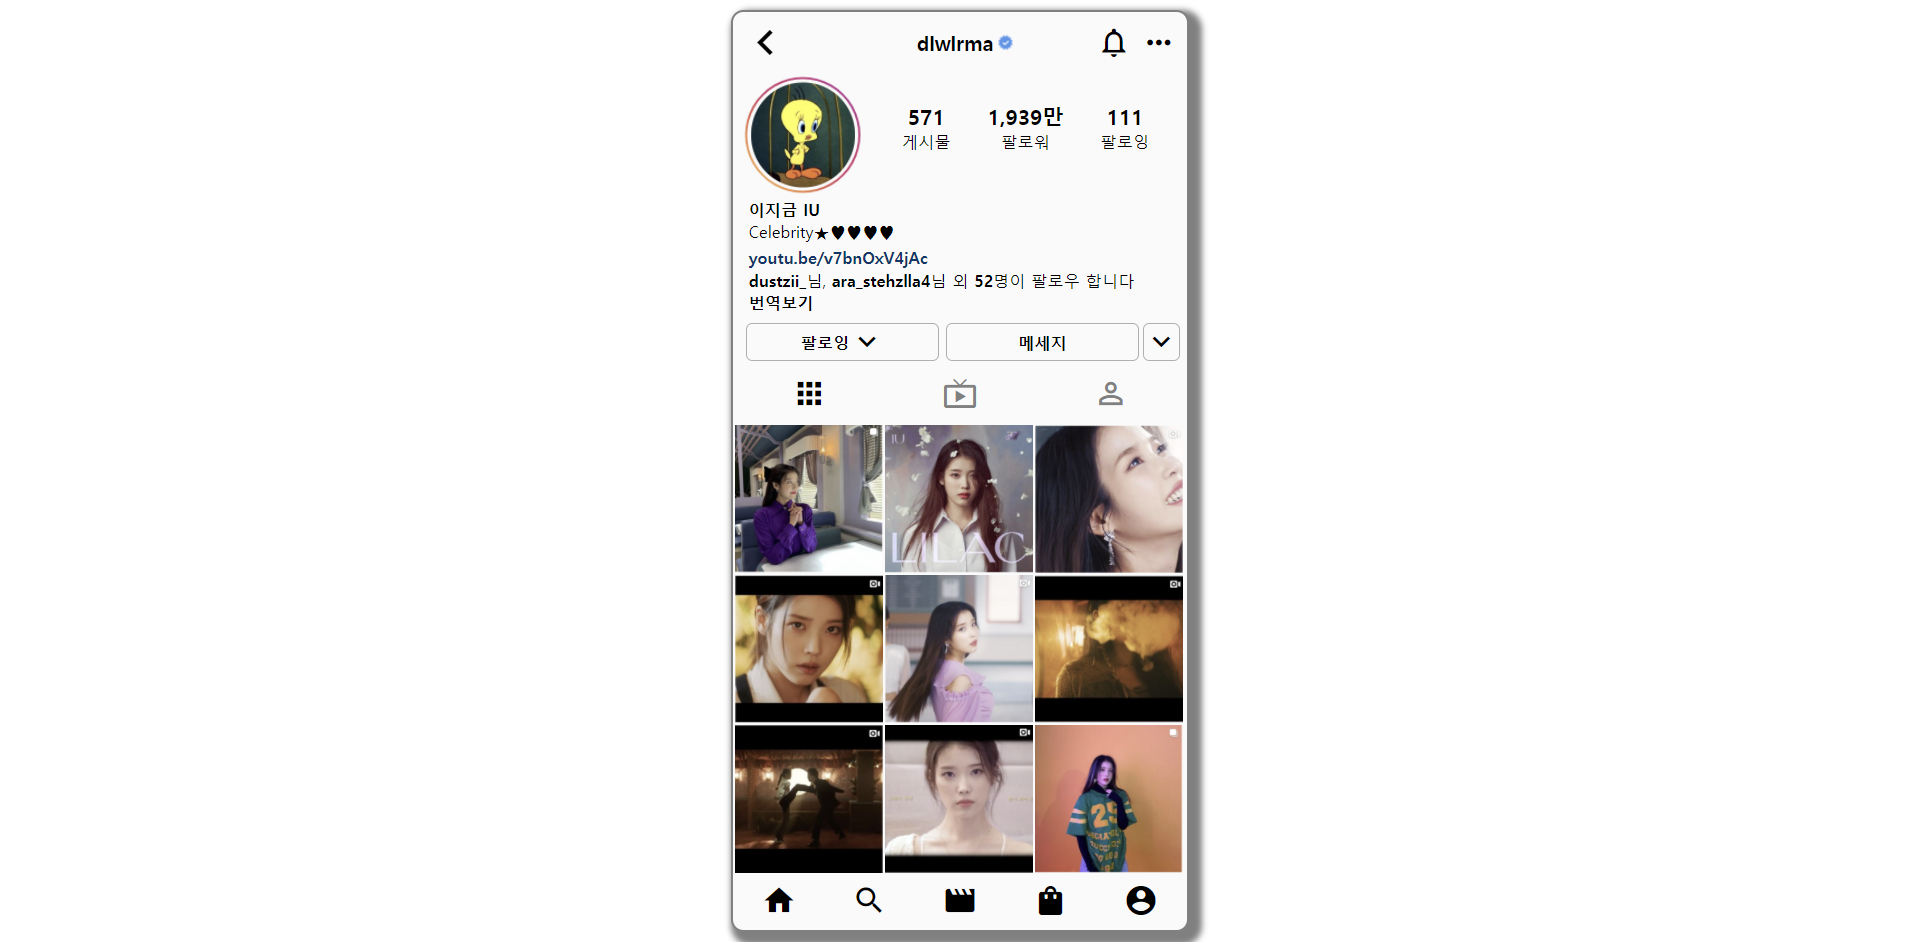 dlwlrma
571 1,939만 111
게시물 팔로워 팔로잉
이지금 IU
Celebrity★♥♥♥♥
youtu.be/v7bnOxV4jAc
dustzii_님, ara_stehzlla4님 외 52명이 팔로우 합니다
번역보기
팔로잉 메세지
IU
LILAC
25